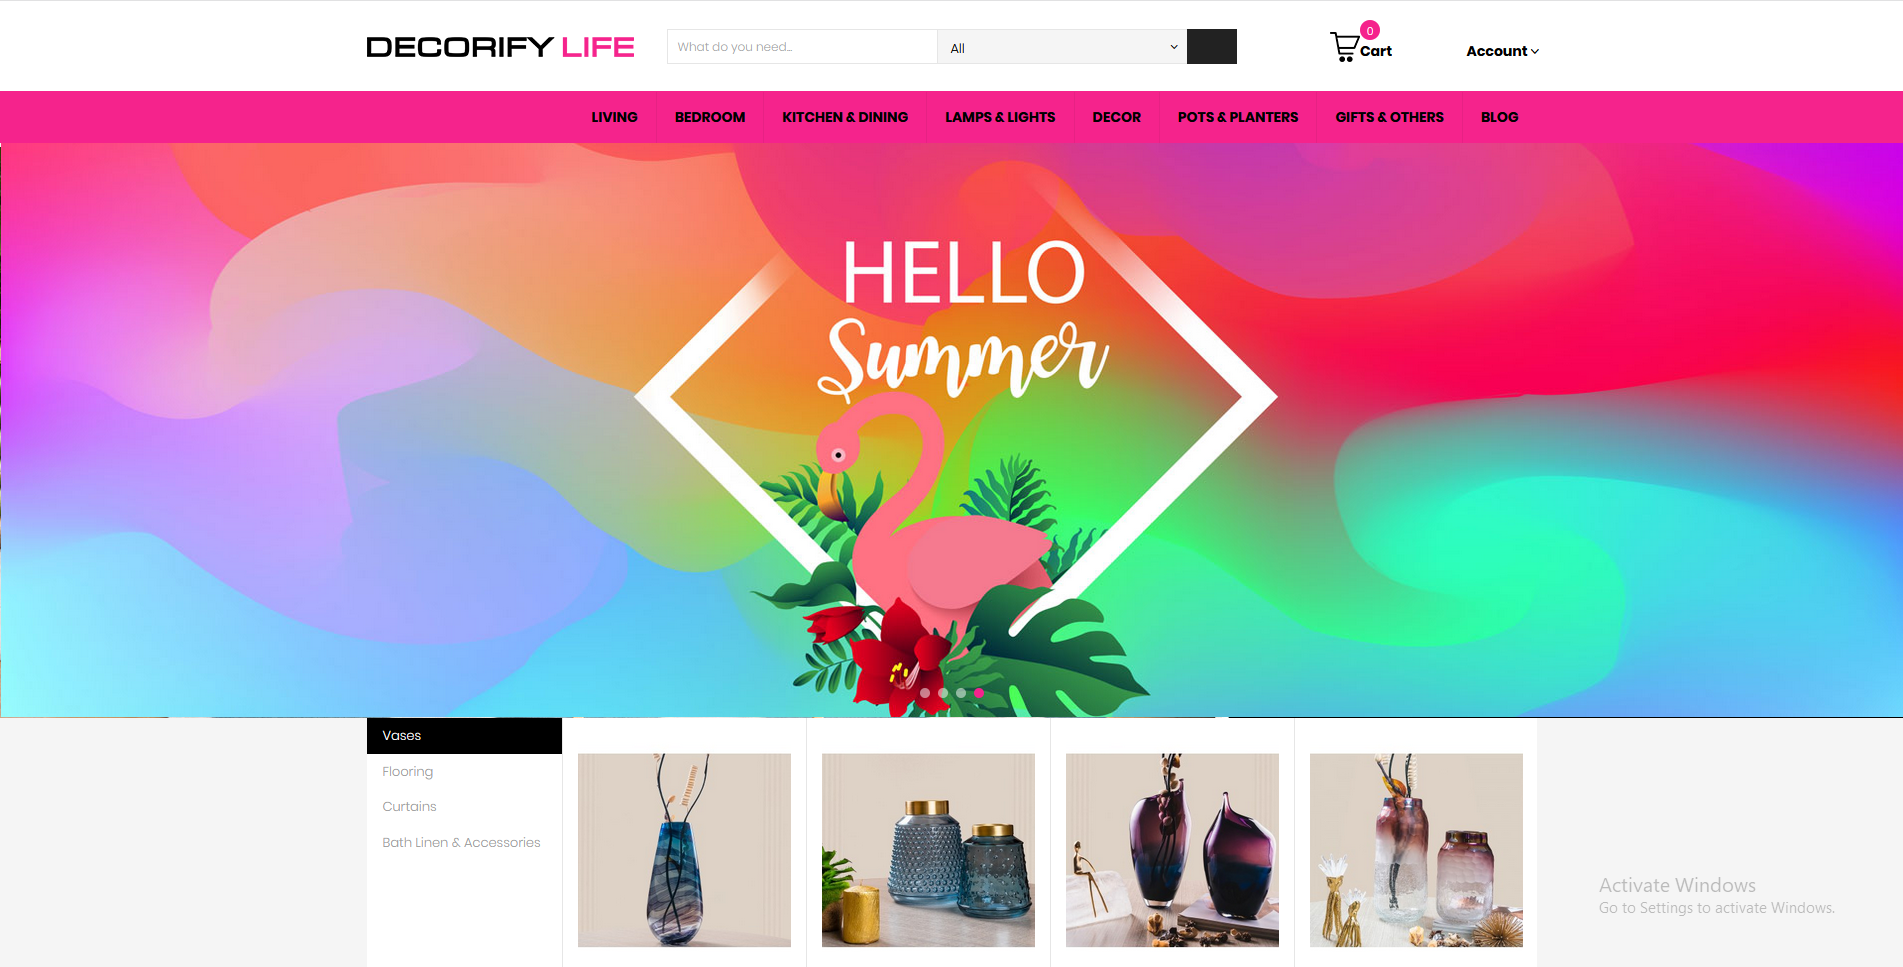 DECORIFY LIFE
What do you need...
All
0
Cart
Account
LIVING
BEDROOM
KITCHEN & DINING
LAMPS & LIGHTS
DECOR
POTS & PLANTERS
GIFTS & OTHERS
BLOG
HELLO
Summer
Vases
Flooring
Curtains
Bath Linen & Accessories
Activate Windows
Go to Settings to activate Windows.